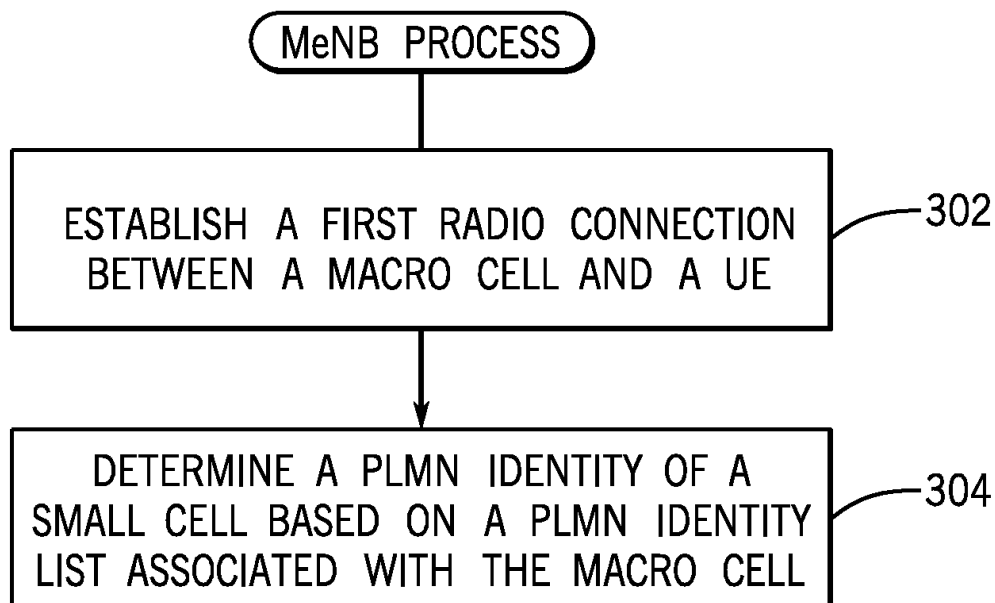 MeNB PROCESS
ESTABLISH A FIRST RADIO CONNECTION
BETWEEN A MACRO CELL AND A UE
302
DETERMINE A PLMN IDENTITY OF A
SMALL CELL BASED ON A PLMN IDENTITY
LIST ASSOCIATED WITH THE MACRO CELL
304